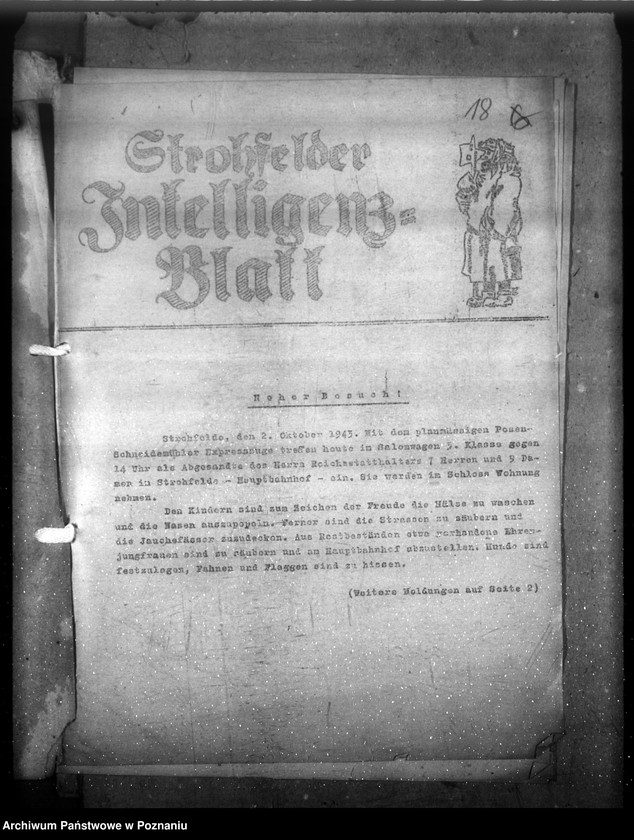 18
Strohfelder
Intelligenz-
Blatt
Hoher Besuch!
Strohfelde, den 2. Oktober 1943. Mit dem planmässigen Posen-
Schneidemühler Expresszuge treffen heute im Salonwagen 3. Klasse gegen
14 Uhr als Abgesandte des Herrn Reichsstatthalters 7 Herren und 9 Da-
men in Strohfelde - Hauptbahnhof - ein. Sie werden im Schloss Wohnung
nehmen.
Den Kindern sind zum Zeichen der Freude die Hälse zu waschen
und die Nasen auszupopeln. Ferner sind die Strassen zu säubern und
die Jauchefässer zuzudecken. Aus Restbeständen etwa vorhandene Ehren-
jungfrauen sind zu säubern und am Hauptbahnhof abzustellen. Hunde sind
festzulegen, Fahnen und Flaggen sind zu hissen.
(Weitere Meldungen auf Seite 2)
Archiwum Państwowe w Poznaniu